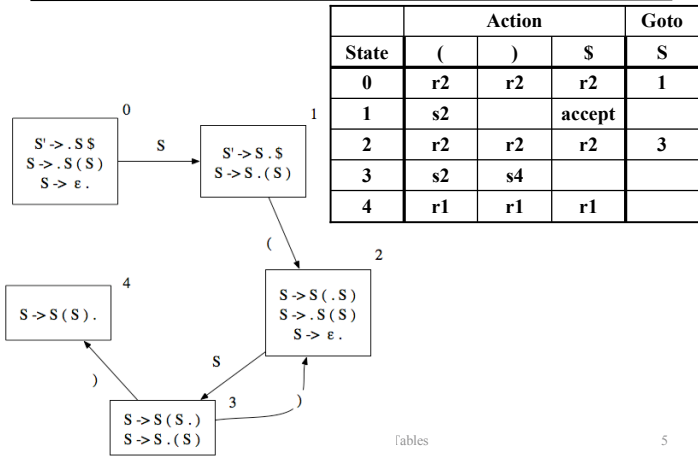 Action Goto
State ( ) $ S
0 r2 r2 r2 1
1 s2 accept
2 r2 r2 r2 3
3 s2 s4
4 r1 r1 r1
0
S' -> . S $
S -> . S ( S )
S -> ε .
S
1
S' -> S . $
S -> S . ( S )
(
2
S -> S ( . S )
S -> . S ( S )
S -> ε .
S
3
S -> S ( S . )
S -> S . ( S )
)
)
4
S -> S ( S ) .
Tables
5